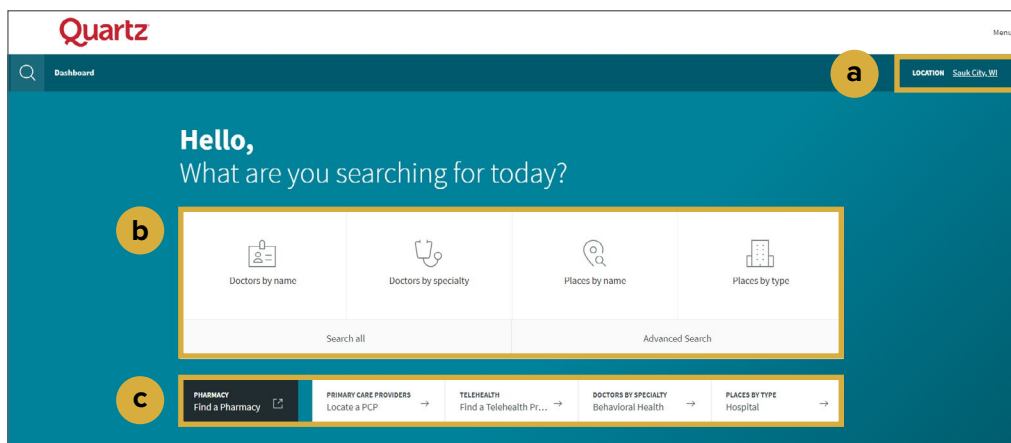 Quartz
Menu
a
Dashboard
LOCATION Sauk City, WI
Hello,
What are you searching for today?
b
Doctors by name
Doctors by specialty
Places by name
Places by type
Search all
Advanced Search
c
PHARMACY
Find a Pharmacy
PRIMARY CARE PROVIDERS
Locate a PCP
TELEHEALTH
Find a Telehealth Pr...
DOCTORS BY SPECIALTY
Behavioral Health
PLACES BY TYPE
Hospital